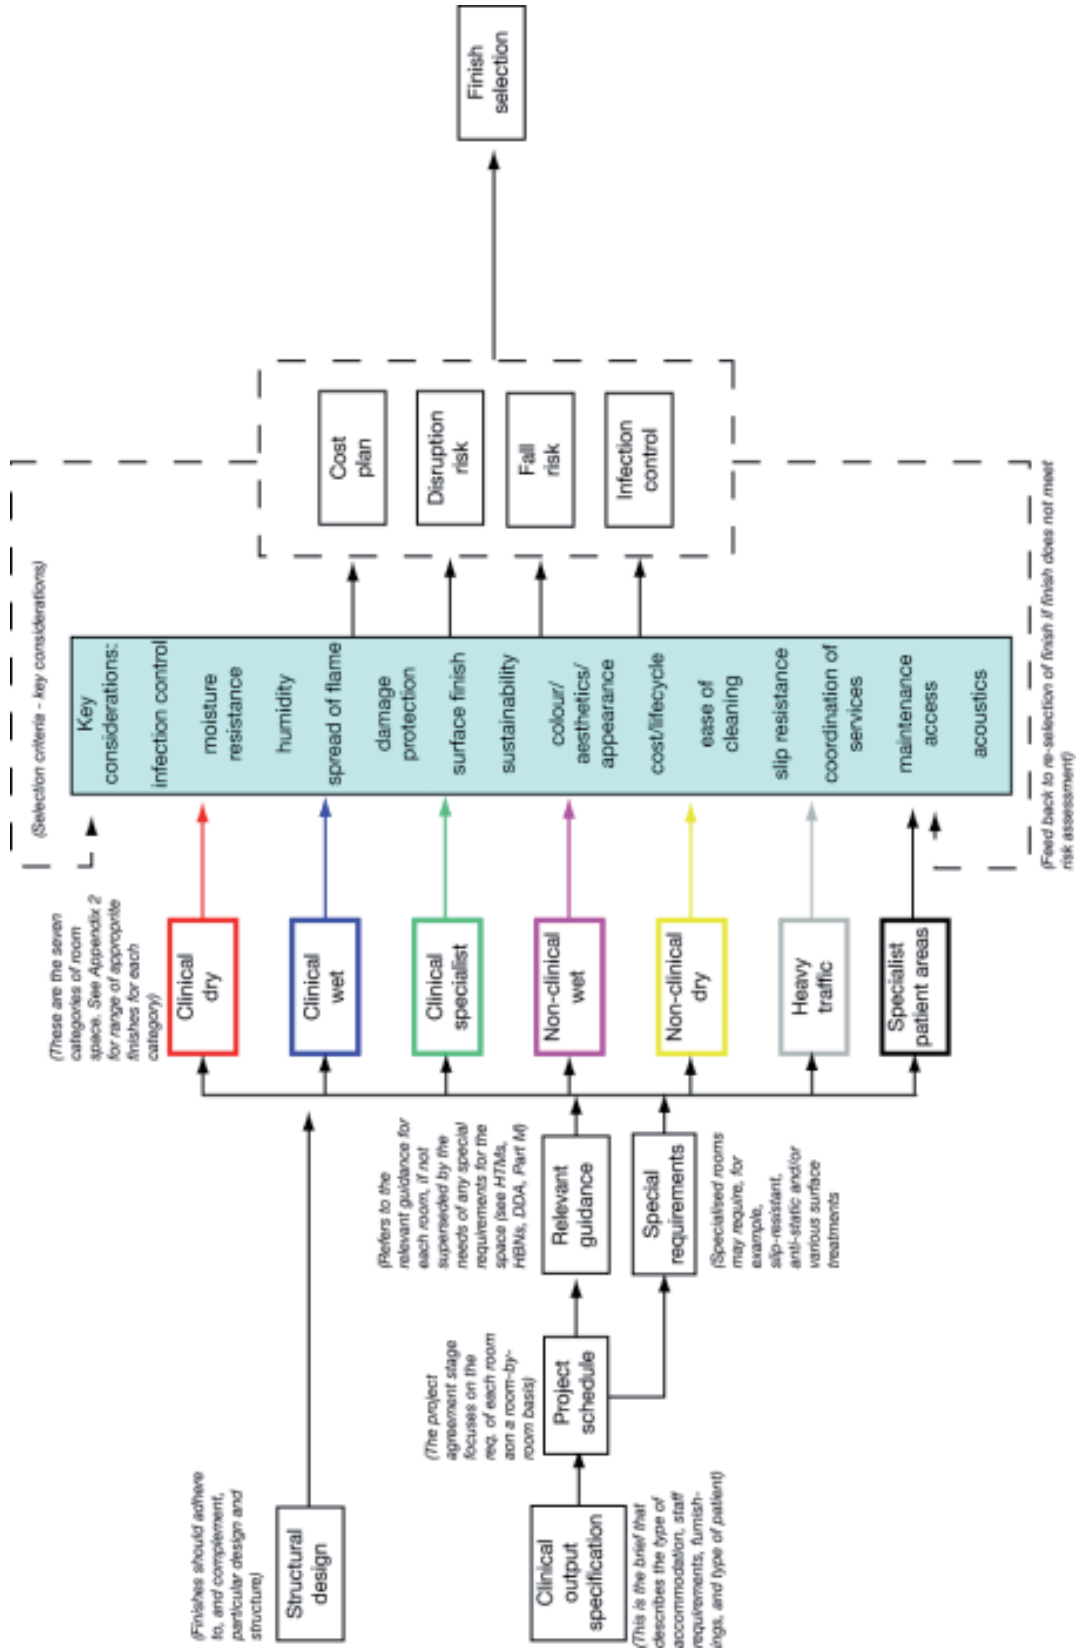 (Finishes should adhere
to, and complement,
particular design and
structure)
Structural
design
Clinical
output
specification
(This is the brief that
describes the type of
accommodation, staff
requirements, furnish-
ings, and type of patient)
(The project
agreement stage
focuses on the
req. of each room
aon a room-by-
room basis)
Project
schedule
(Refers to the
relevant guidance for
each room, if not
superseded by the
needs of any special
requirements for the
space (see HTMs,
HBNs, DDA, Part M)
Relevant
guidance
Special
requirements
(Specialised rooms
may require, for
example,
slip-resistant,
anti-static and/or
various surface
treatments
(These are the seven
categories of room
space. See Appendix 2
for range of approprite
finishes for each
category)
Clinical
dry
Clinical
wet
Clinical
specialist
Non-clinical
wet
Non-clinical
dry
Heavy
traffic
Specialist
patient areas
(Selection criteria - key considerations)
Key
considerations:
infection control
moisture
resistance
humidity
spread of flame
damage
protection
surface finish
sustainability
colour/
aesthetics/
appearance
cost/lifecycle
ease of
cleaning
slip resistance
coordination of
services
maintenance
access
acoustics
(Feed back to re-selection of finish if finish does not meet
risk assessment)
Cost
plan
Disruption
risk
Fall
risk
Infection
control
Finish
selection